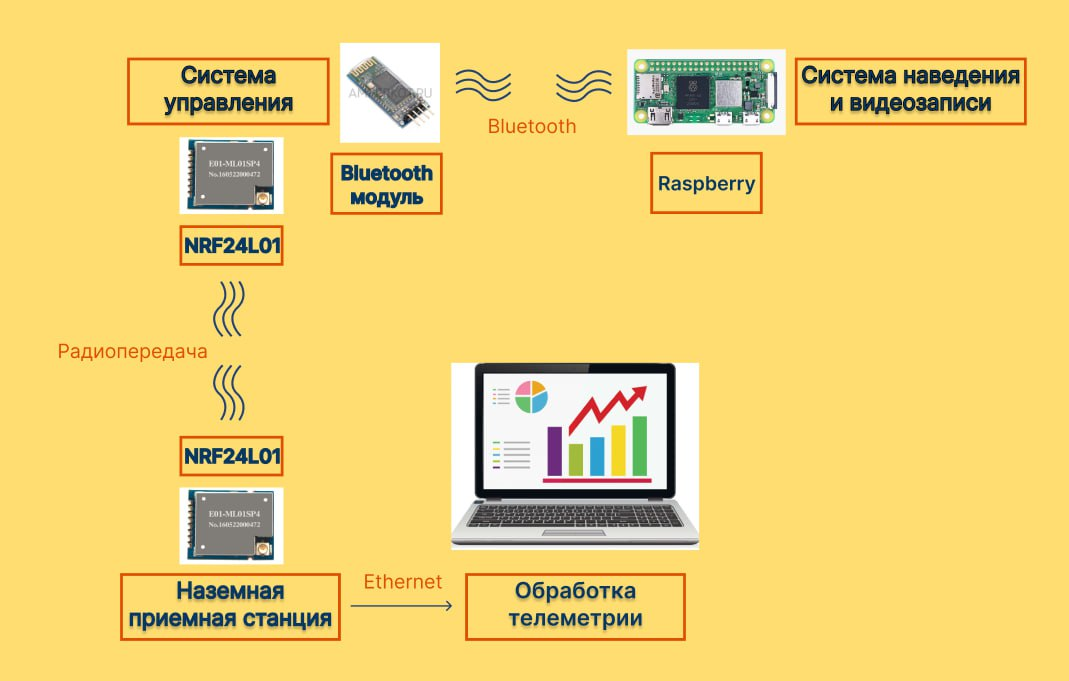 Система
управления
Bluetooth
модуль
Bluetooth
Raspberry
Система наведения
и видеозаписи
E01-ML01SP4
No.160522000472
NRF24L01
Радиопередача
NRF24L01
E01-ML01SP4
No.160522000472
Наземная
приемная станция
Ethernet
Обработка
телеметрии